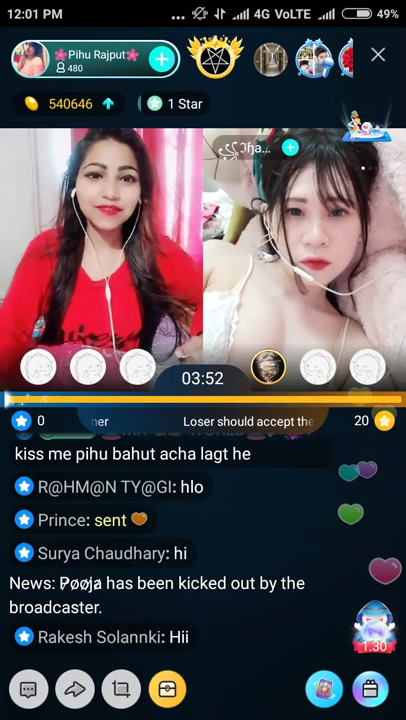 12:01 PM ... 4G VoLTE 49%
🌸Pihu Rajput🌸
480
540646
1 Star
03:52
0 ner Loser should accept the 20
kiss me pihu bahut acha lagt he
R@HM@N TY@GI: hlo
Prince: sent 🧡
Surya Chaudhary: hi
News: P̷ø̷ø̷j̷a̷ has been kicked out by the
broadcaster.
Rakesh Solannki: Hii
1.30